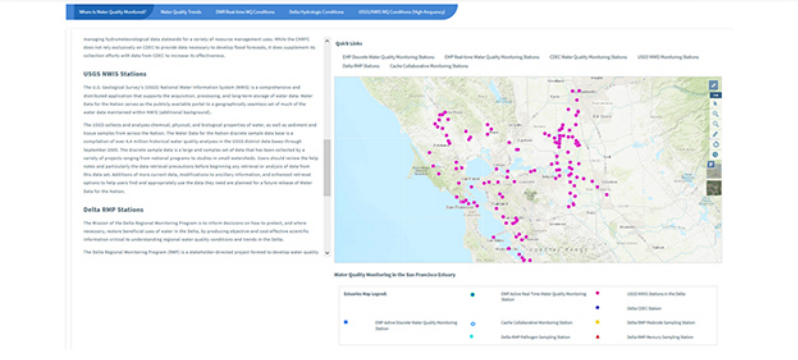 Where Is Water Quality Monitored?
Water Quality Trends
EMP Real-time WQ Conditions
Delta Hydrologic Conditions
USGS/NWIS WQ Conditions (High-frequency)
managing hydrometeorological data statewide for a variety of resource management uses. While the CNRFC
does not rely exclusively on CDEC to provide data necessary to develop flood forecasts, it does supplement its
collection efforts with data from CDEC to increase its effectiveness.
USGS NWIS Stations
The U.S. Geological Survey's (USGS) National Water Information System (NWIS) is a comprehensive and
distributed application that supports the acquisition, processing, and long-term storage of water data. Water
Data for the Nation serves as the publicly available portal to a geographically seamless set of much of the
water data maintained within NWIS (additional background).
The USGS collects and analyzes chemical, physical, and biological properties of water, as well as sediment and
tissue samples from across the Nation. The Water Data for the Nation discrete sample data base is a
compilation of over 4.4 million historical water quality analyses in the USGS district data bases through
September 2005. The discrete sample data is a large and complex set of data that has been collected by a
variety of projects ranging from national programs to studies in small watersheds. Users should review the help
notes and particularly the data retrieval precautions before beginning any retrieval or analysis of data from
this data set. Additions of more current data, modifications to ancillary information, and enhanced retrieval
options to help users find and appropriately use the data they need are planned for a future release of Water
Data for the Nation.
Delta RMP Stations
The Mission of the Delta Regional Monitoring Program is to inform decisions on how to protect, and where
necessary, restore beneficial uses of water in the Delta, by producing objective and cost effective scientific
information critical to understanding regional water quality conditions and trends in the Delta.
The Delta Regional Monitoring Program (RMP) is a stakeholder-directed project formed to develop water quality
Quick Links
EMP Discrete Water Quality Monitoring Stations
EMP Real-time Water Quality Monitoring Stations
CDEC Water Quality Monitoring Stations
USGS NWIS Monitoring Stations
Delta RMP Stations
Cache Collaborative Monitoring Stations
San Francisco
Water Quality Monitoring in the San Francisco Estuary
Estuaries Map Legend:
EMP Active Real Time Water Quality Monitoring
Station
USGS NWIS Stations in the Delta
Delta CDEC Station
EMP Active Discrete Water Quality Monitoring
Station
Cache Collaborative Monitoring Station
Delta RMP Pesticide Sampling Station
Delta RMP Pathogen Sampling Station
Delta RMP Mercury Sampling Station